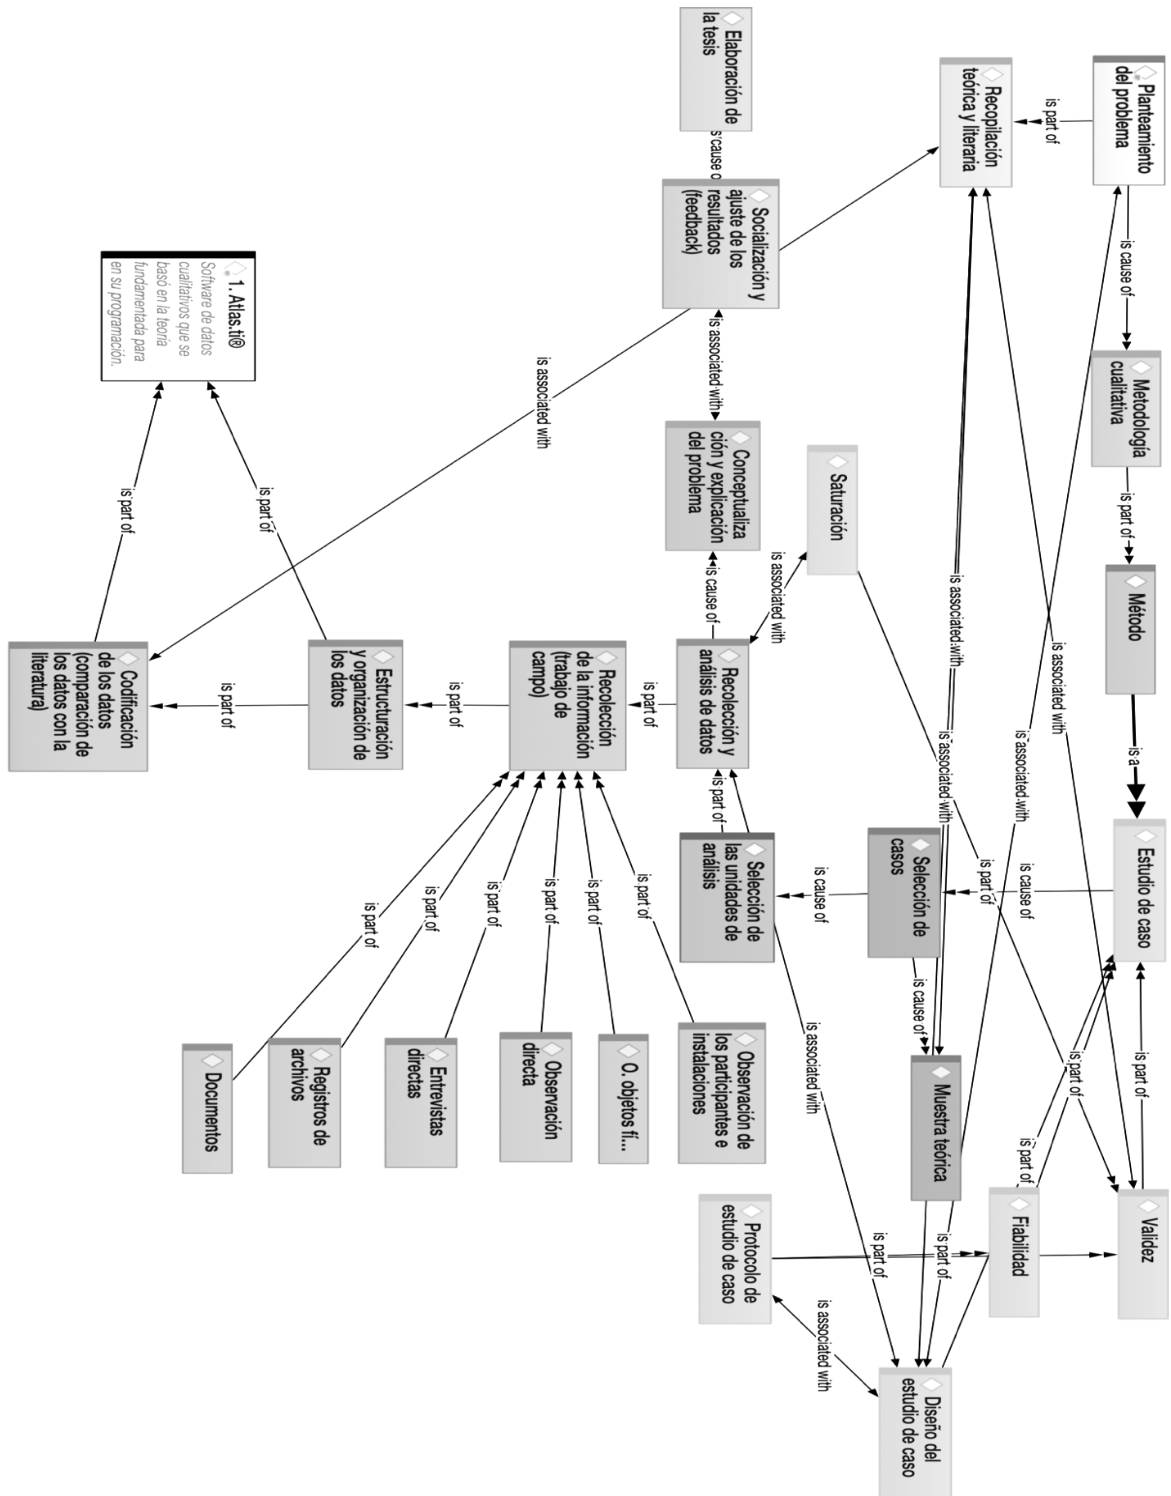 Planteamiento
del problema
is part of
Recopilación
teórica y literaria
is cause of
Metodología
cualitativa
is part of
Método
is a
Estudio de caso
is part of
Validez
is associated with
is associated with
is associated with
is associated with
Elaboración de
la tesis
s cause o
Socialización y
ajuste de los
resultados
(feedback)
is associated with
Conceptualiza
ción y explicación
del problema
is cause of
Recolección y
análisis de datos
is associated with
Saturación
is part of
is part of
Selección de
las unidades de
análisis
is cause of
Selección de
casos
is cause of
is cause of
Muestra teórica
is part of
is part of
Fiabilidad
is part of
is part of
is associated with
Protocolo de
estudio de caso
is associated with
Diseño del
estudio de caso
is part of
Recolección
de la información
(trabajo de
campo)
is part of
Estructuración
y organización de
los datos
is part of
Codificación
de los datos
(comparación de
los datos con la
literatura)
is associated with
is part of
is part of
1. Atlas.ti®
Software de datos
cualitativos que se
basó en la teoría
fundamentada para
en su programación.
is part of
Observación de
los participantes e
instalaciones
is part of
O. objetos fí...
is part of
Observación
directa
is part of
Entrevistas
directas
is part of
Registros de
archivos
is part of
Documentos